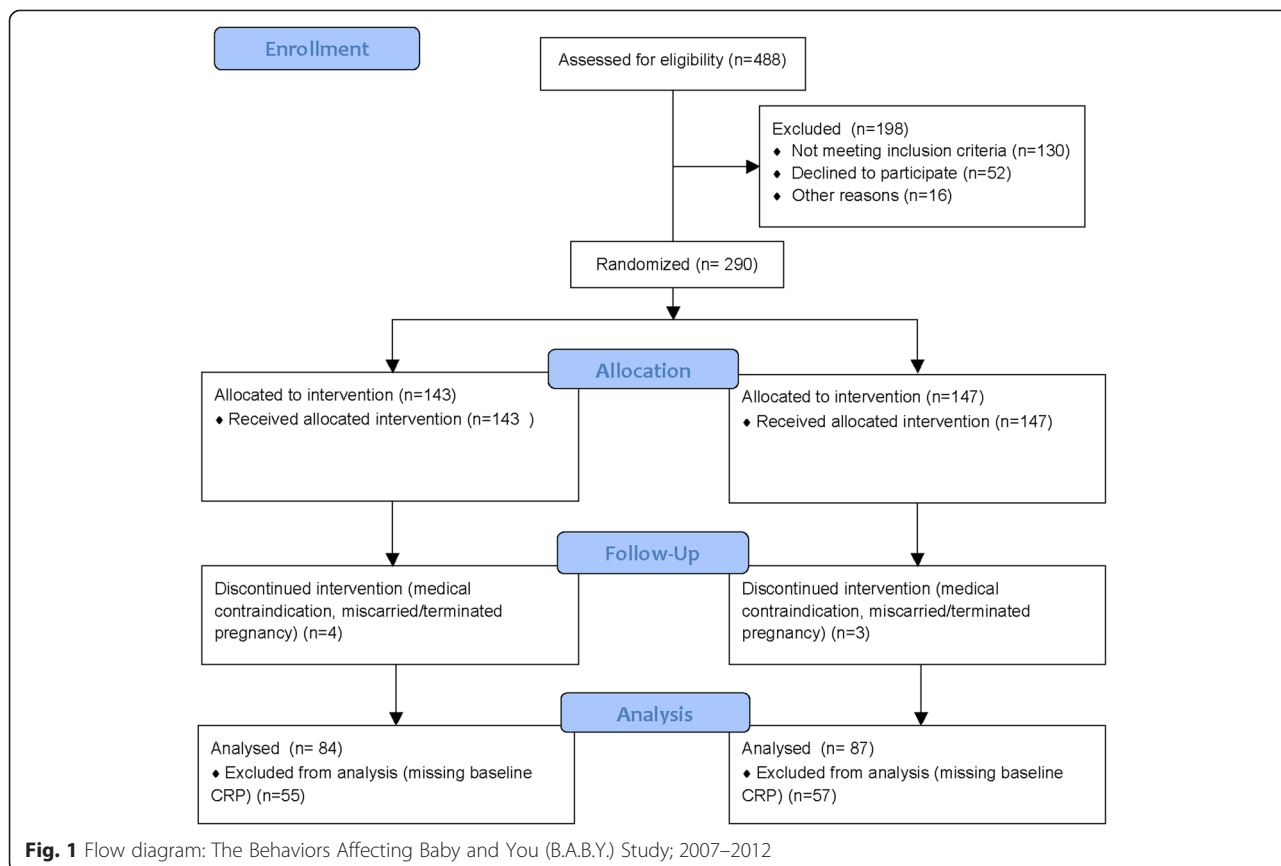 Enrollment
Assessed for eligibility (n=488)
Excluded (n=198)
♦ Not meeting inclusion criteria (n=130)
♦ Declined to participate (n=52)
♦ Other reasons (n=16)
Randomized (n= 290)
Allocation
Allocated to intervention (n=143)
♦ Received allocated intervention (n=143 )
Allocated to intervention (n=147)
♦ Received allocated intervention (n=147)
Follow-Up
Discontinued intervention (medical
contraindication, miscarried/terminated
pregnancy) (n=4)
Discontinued intervention (medical
contraindication, miscarried/terminated
pregnancy) (n=3)
Analysis
Analysed (n= 84)
♦ Excluded from analysis (missing baseline
CRP) (n=55)
Analysed (n= 87)
♦ Excluded from analysis (missing baseline
CRP) (n=57)
Fig. 1 Flow diagram: The Behaviors Affecting Baby and You (B.A.B.Y.) Study; 2007–2012